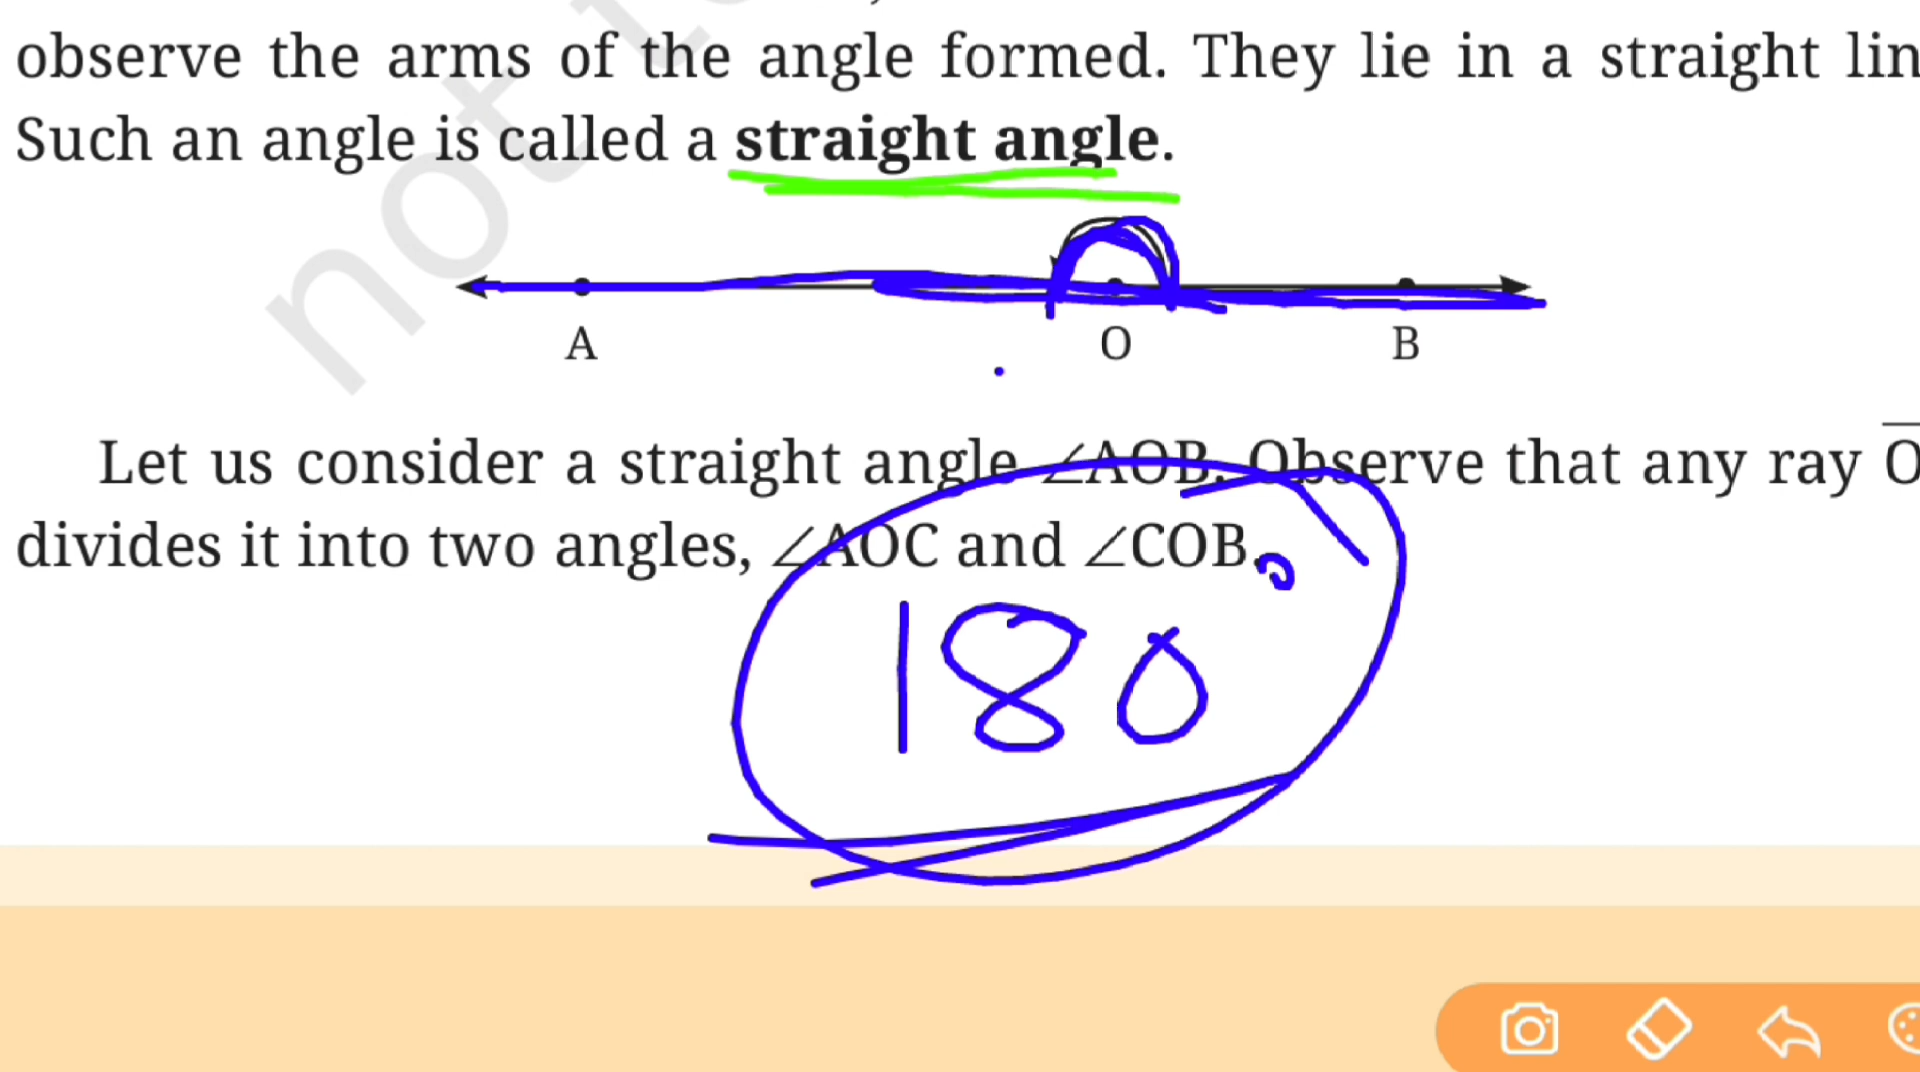 observe the arms of the angle formed. They lie in a straight lin
Such an angle is called a straight angle.
A O B
Let us consider a straight angle ∠AOB. Observe that any ray O
divides it into two angles, ∠AOC and ∠COB.
180°
not t